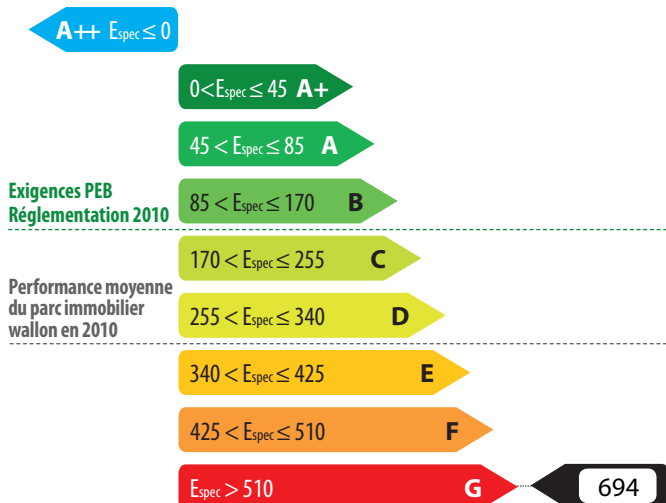 A++ Espec ≤ 0
0 < Espec ≤ 45 A+
45 < Espec ≤ 85 A
Exigences PEB
Réglementation 2010
85 < Espec ≤ 170 B
170 < Espec ≤ 255 C
Performance moyenne
du parc immobilier
wallon en 2010
255 < Espec ≤ 340 D
340 < Espec ≤ 425 E
425 < Espec ≤ 510 F
Espec > 510 G 694